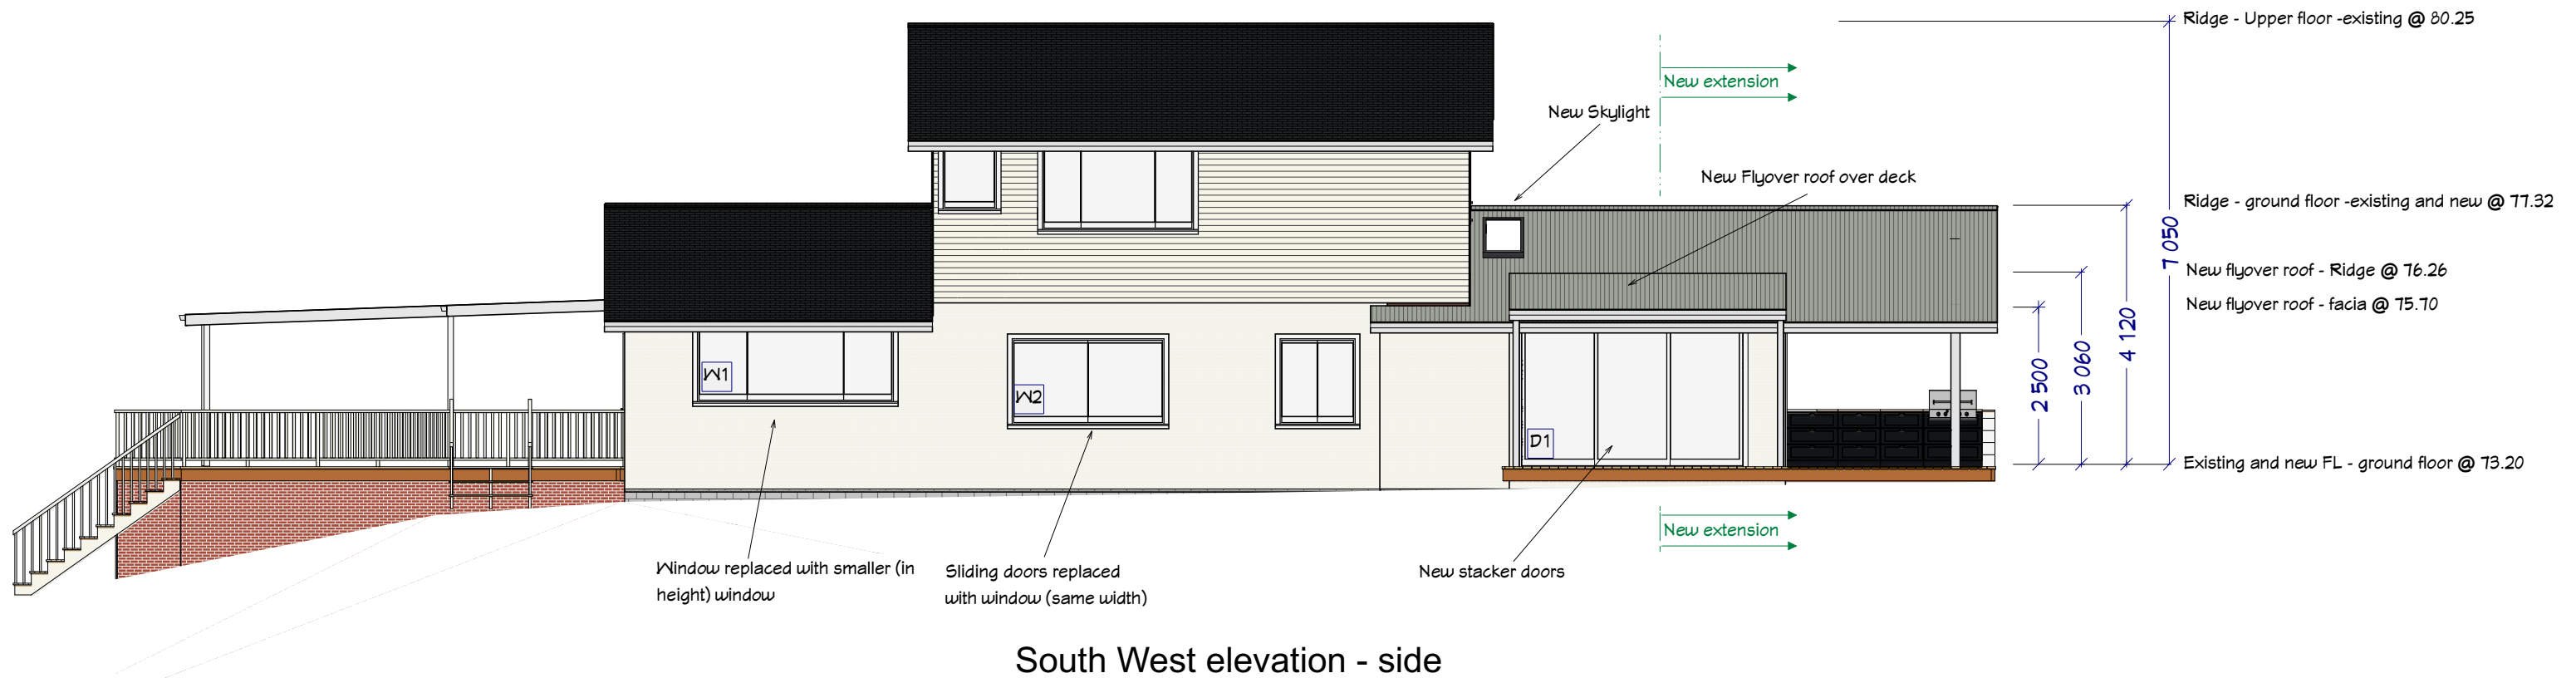 Ridge - Upper floor -existing @ 80.25
New extension
New Skylight
New Flyover roof over deck
Ridge - ground floor -existing and new @ 77.32
7 050
New flyover roof - Ridge @ 76.26
New flyover roof - facia @ 75.70
4 120
3 060
2 500
W1
W2
D1
Existing and new FL - ground floor @ 73.20
New extension
Window replaced with smaller (in
height) window
Sliding doors replaced
with window (same width)
New stacker doors
South West elevation - side